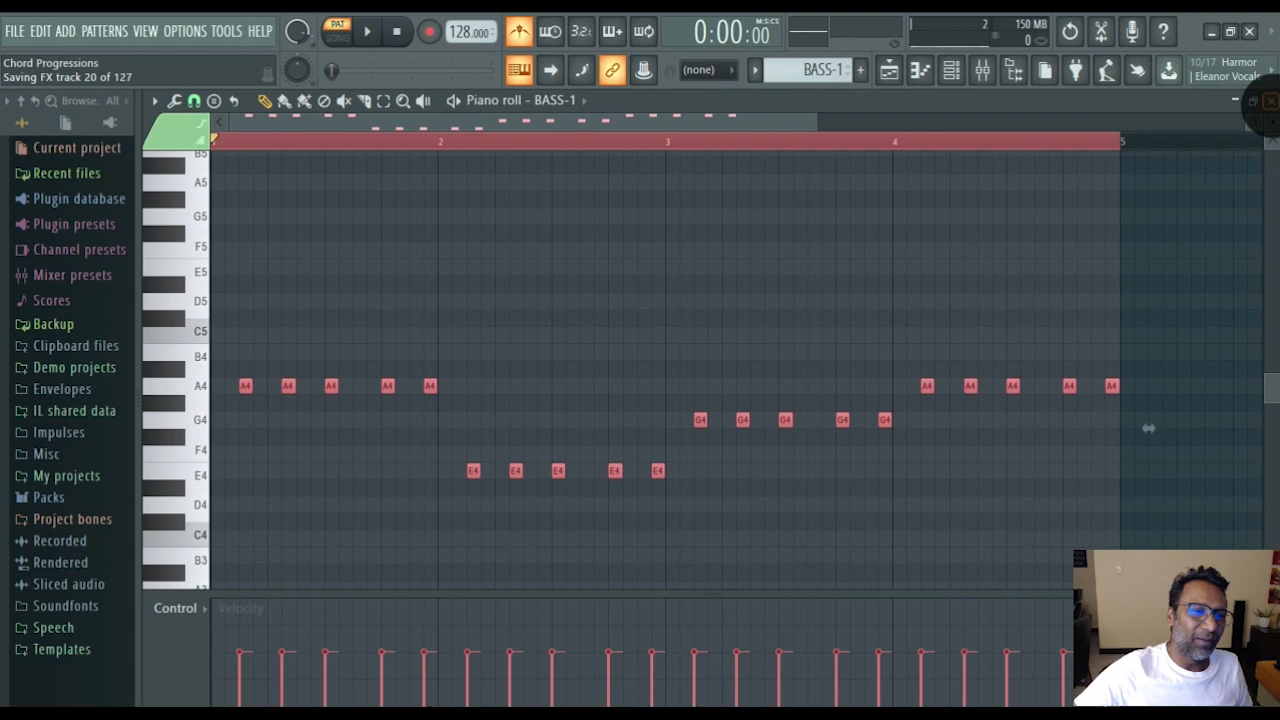 FILE EDIT ADD PATTERNS VIEW OPTIONS TOOLS HELP
PAT
SONG
128.000
3.2
0:00:00
M:S:CS
2
150 MB
0
Chord Progressions
Saving FX track 20 of 127
(none)
BASS-1
10/17 Harmor
Eleanor Vocals
Browse.. All
Piano roll - BASS-1
Current project
Recent files
Plugin database
Plugin presets
Channel presets
Mixer presets
Scores
Backup
Clipboard files
Demo projects
Envelopes
IL shared data
Impulses
Misc
My projects
Packs
Project bones
Recorded
Rendered
Sliced audio
Soundfonts
Speech
Templates
2 3 4 5
B5
A5
G5
F5
E5
D5
C5
B4
A4 A4 A4 A4 A4 A4 A4 A4 A4 A4 A4
G4 G4 G4 G4 G4 G4
F4
E4 E4 E4 E4 E4 E4
D4
C4
B3
Control
Velocity